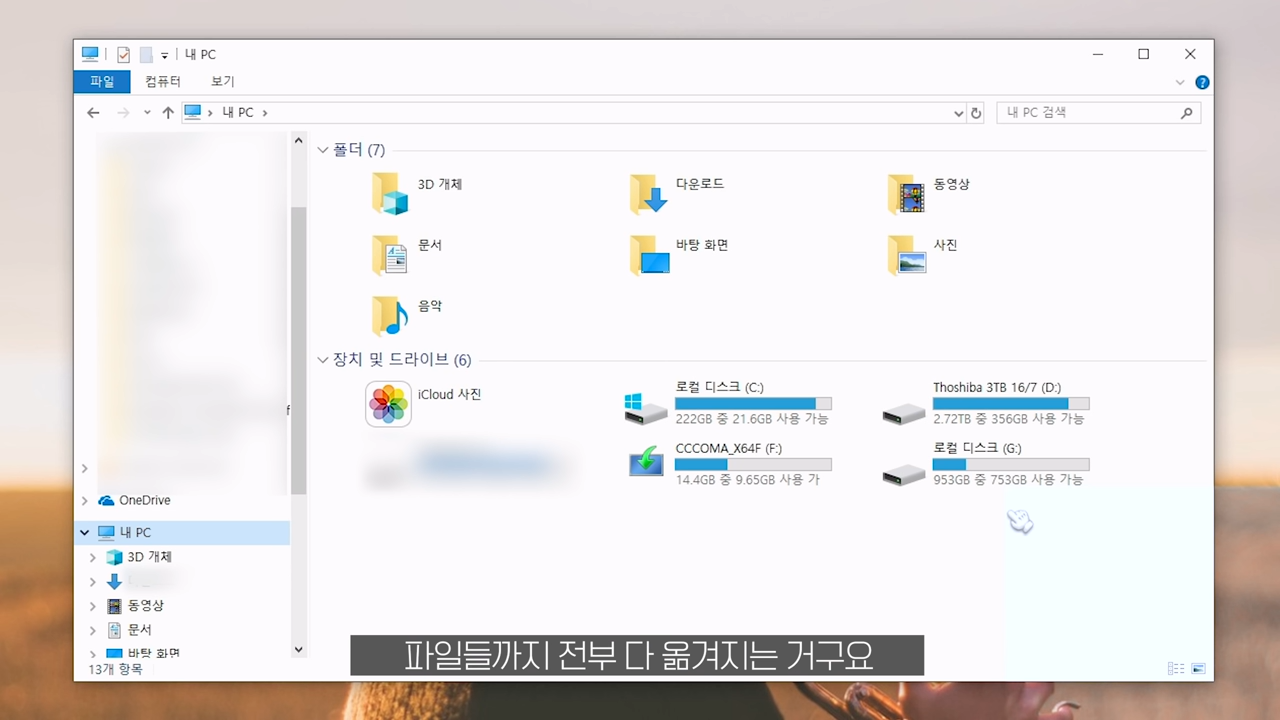 내 PC
파일 컴퓨터 보기
내 PC
내 PC 검색
폴더 (7)
3D 개체
다운로드
동영상
문서
바탕 화면
사진
음악
장치 및 드라이브 (6)
iCloud 사진
로컬 디스크 (C:)
222GB 중 21.6GB 사용 가능
Thoshiba 3TB 16/7 (D:)
2.72TB 중 356GB 사용 가능
CCCOMA_X64F (F:)
14.4GB 중 9.65GB 사용 가
로컬 디스크 (G:)
953GB 중 753GB 사용 가능
OneDrive
내 PC
3D 개체
동영상
문서
바탕 화면
13개 항목
파일들까지 전부 다 옮겨지는 거구요